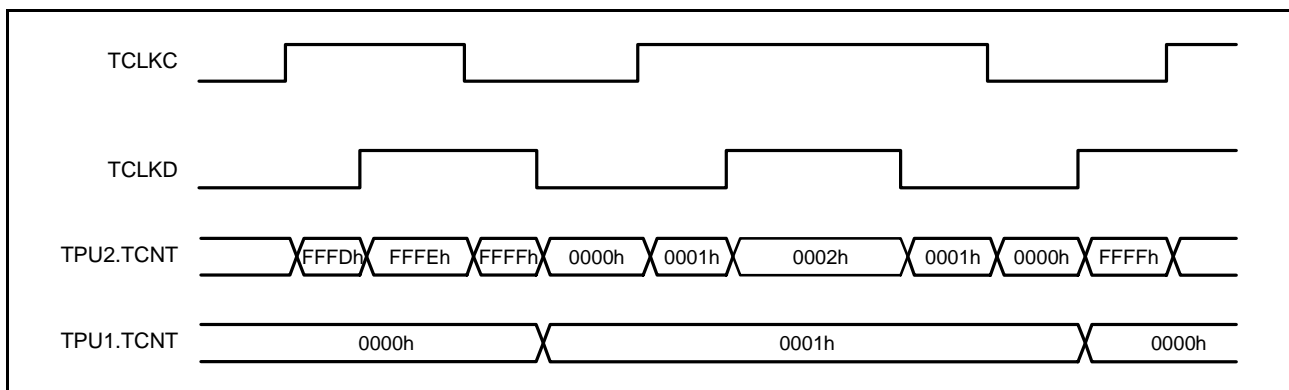 TCLKC
TCLKD
TPU2.TCNT FFFDh FFFEh FFFFh 0000h 0001h 0002h 0001h 0000h FFFFh
TPU1.TCNT 0000h 0001h 0000h